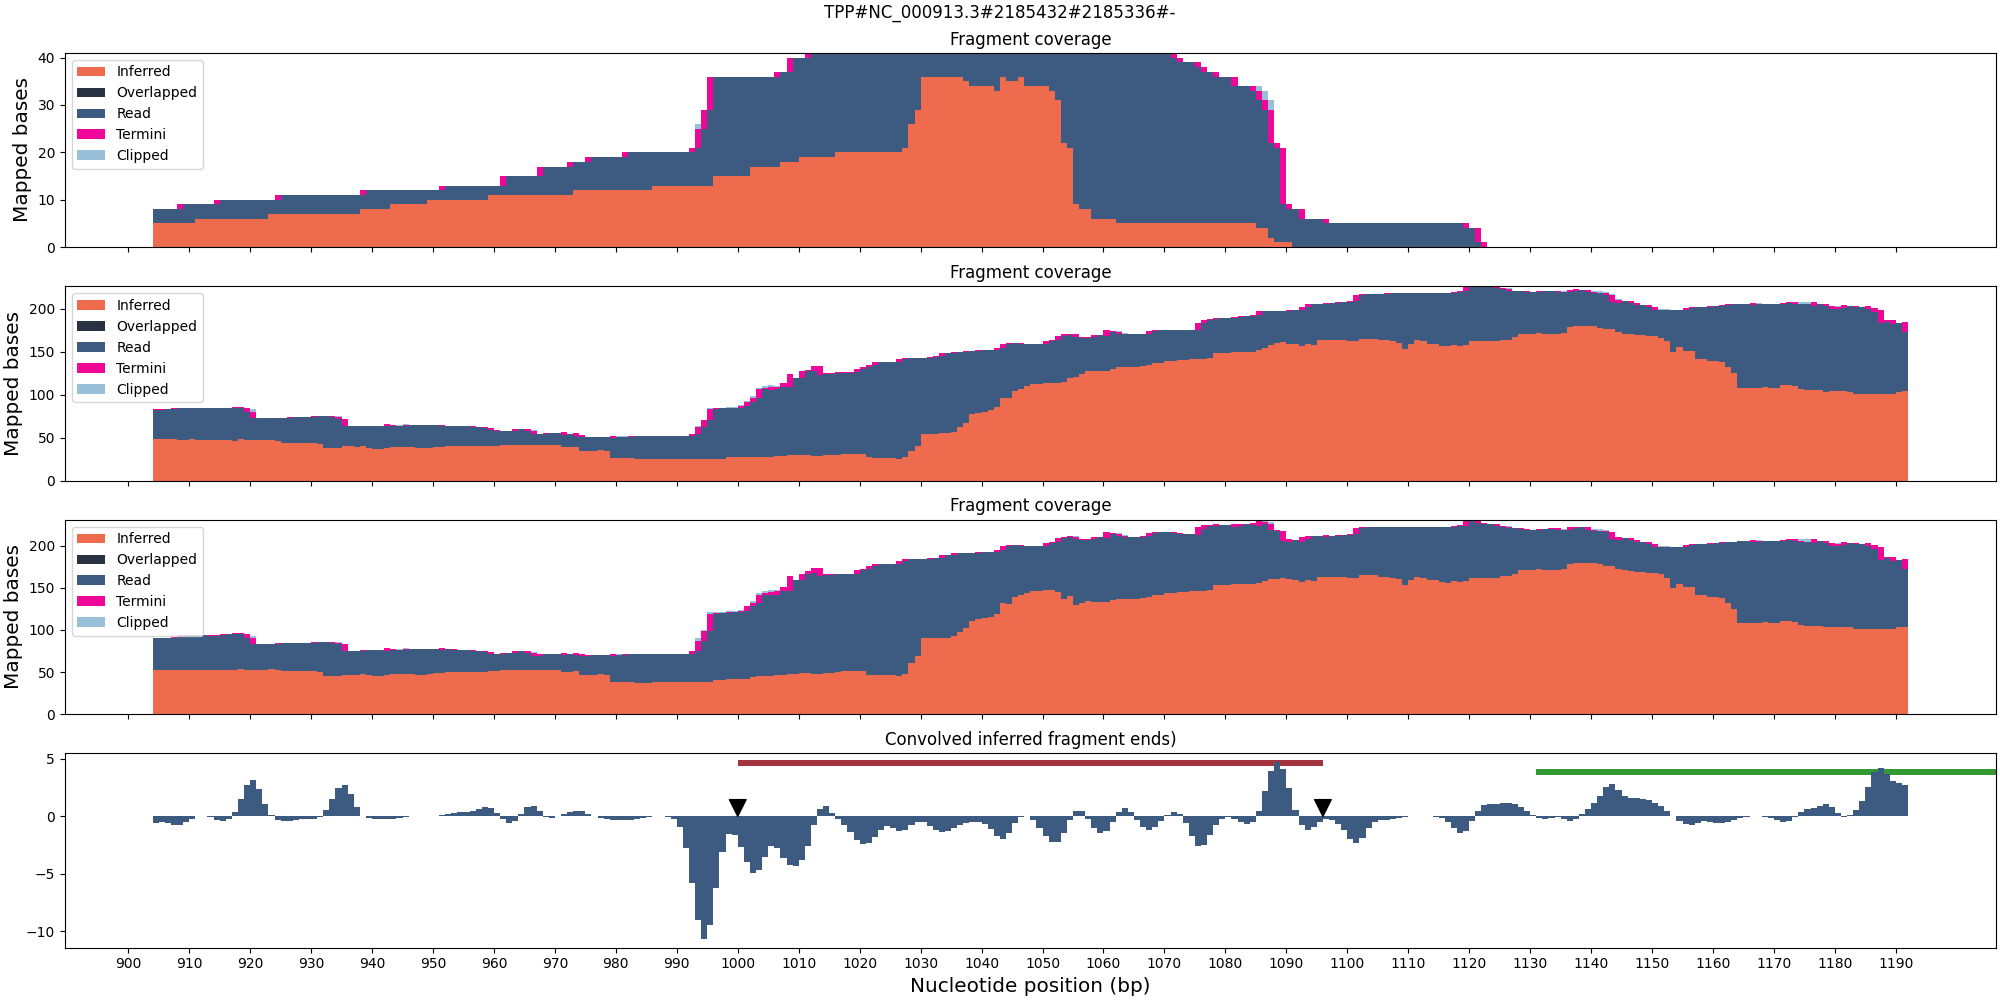 TPP#NC_000913.3#2185432#2185336#-
Fragment coverage
Mapped bases
40
30
20
10
0
Inferred
Overlapped
Read
Termini
Clipped
Fragment coverage
Mapped bases
200
150
100
50
0
Inferred
Overlapped
Read
Termini
Clipped
Fragment coverage
Mapped bases
200
150
100
50
0
Inferred
Overlapped
Read
Termini
Clipped
Convolved inferred fragment ends)
5
0
−5
−10
900 910 920 930 940 950 960 970 980 990 1000 1010 1020 1030 1040 1050 1060 1070 1080 1090 1100 1110 1120 1130 1140 1150 1160 1170 1180 1190
Nucleotide position (bp)